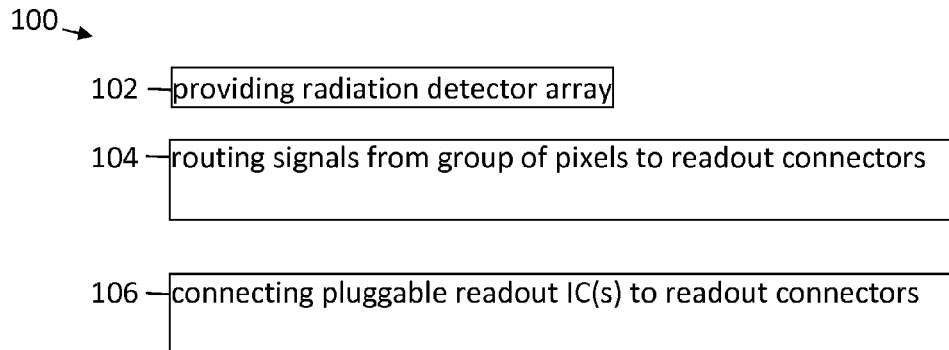 100
102 providing radiation detector array
104 routing signals from group of pixels to readout connectors
106 connecting pluggable readout IC(s) to readout connectors